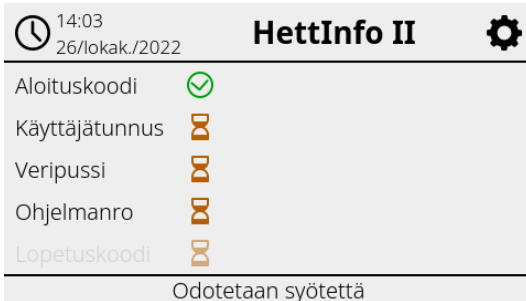 14:03
26/lokak./2022
HettInfo II
Aloituskoodi
Käyttäjätunnus
Veripussi
Ohjelmanro
Lopetuskoodi
Odotetaan syötettä